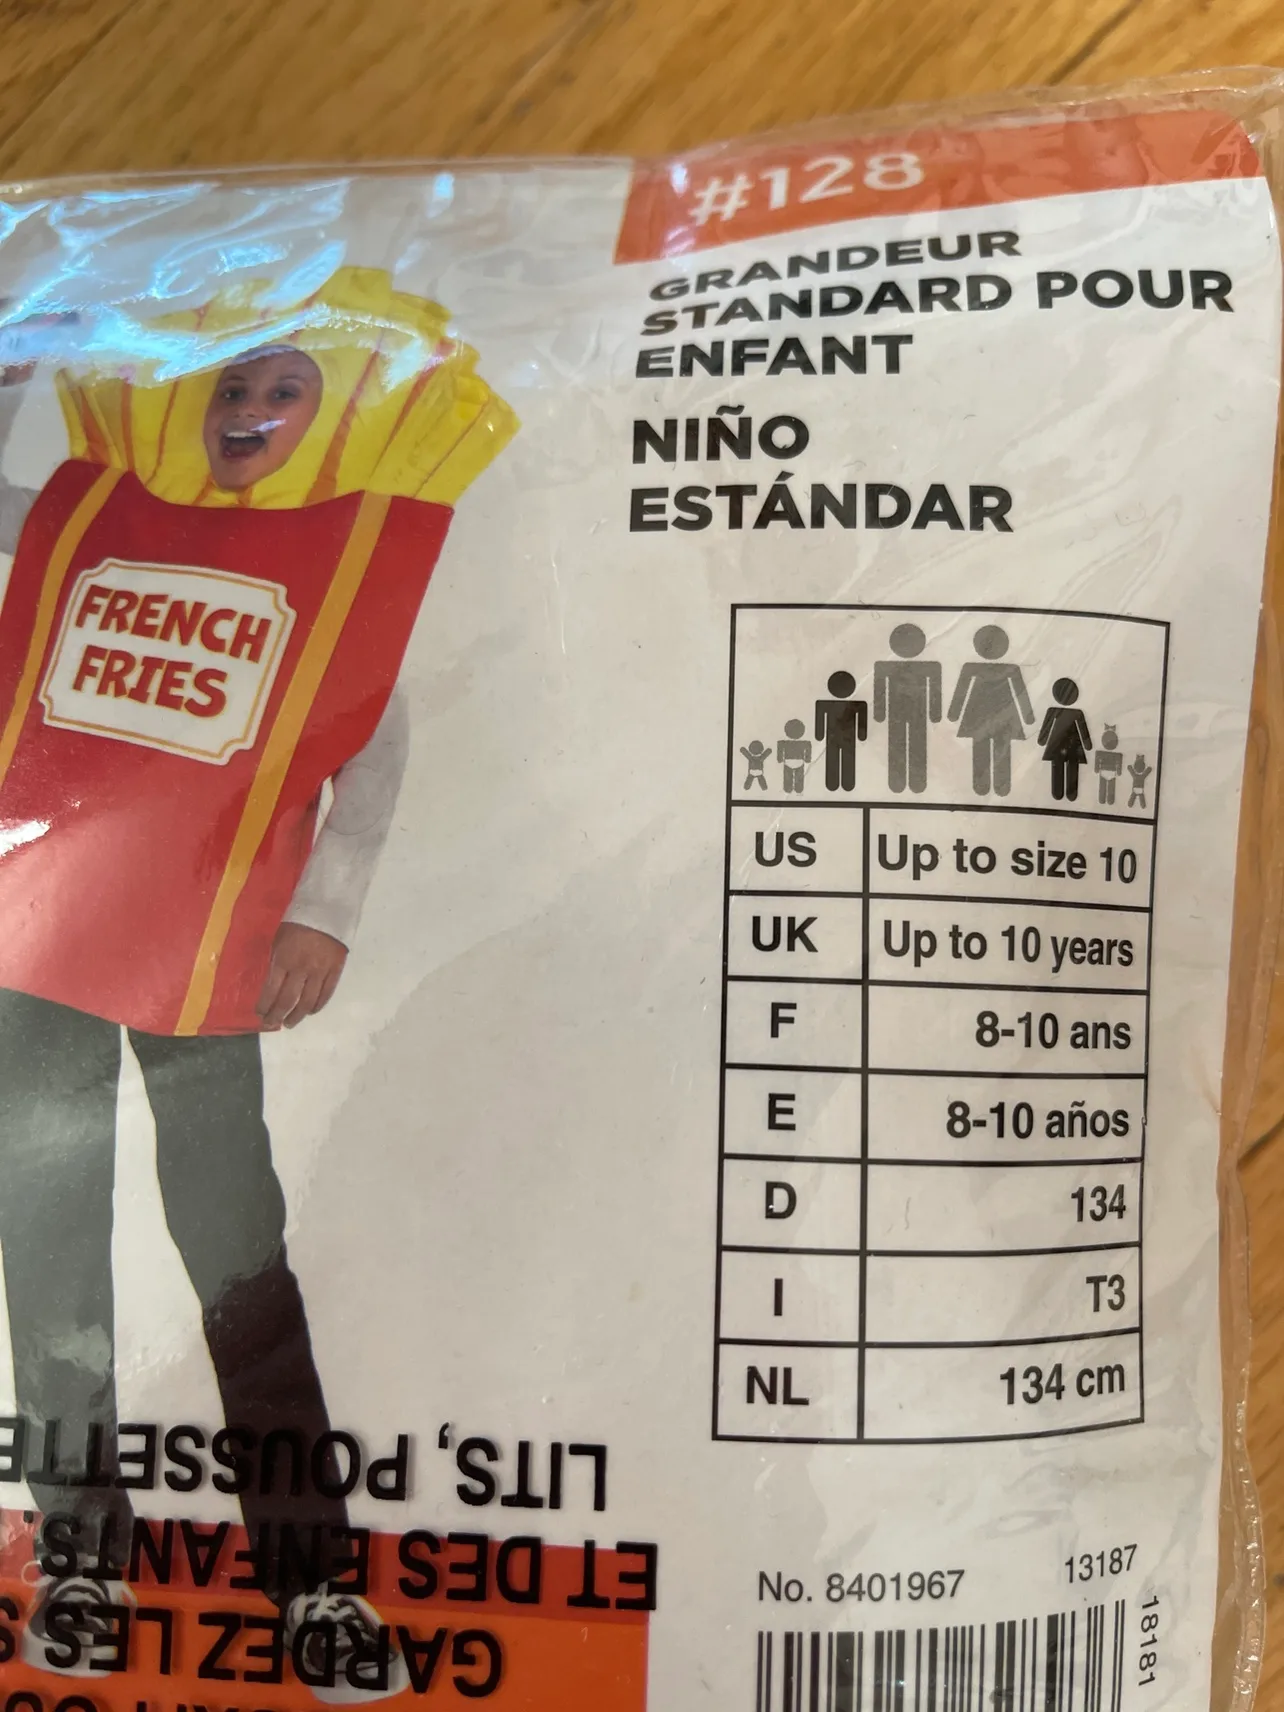 #128
GRANDEUR
STANDARD POUR
ENFANT
NIÑO
ESTÁNDAR
FRENCH
FRIES
US Up to size 10
UK Up to 10 years
F 8-10 ans
E 8-10 años
D 134
I T3
NL 134 cm
No. 8401967 13187
18181
GARDEZ LES
ET DES ENFANTS.
LITS,